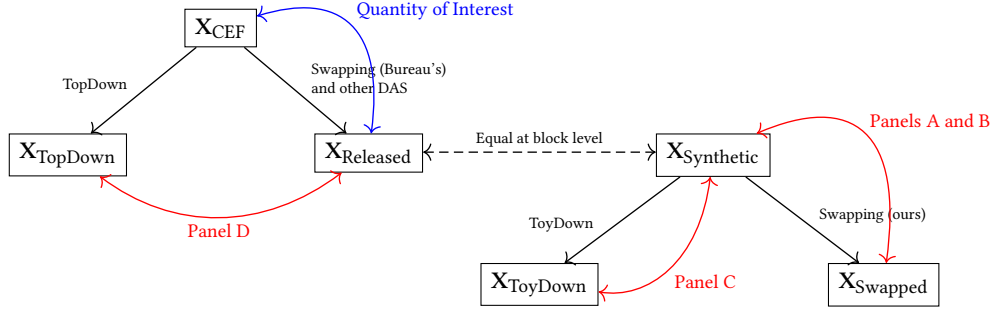 Quantity of Interest
X_CEF
TopDown
Swapping (Bureau's)
and other DAS
X_TopDown
X_Released
Equal at block level
X_Synthetic
Panels A and B
Panel D
ToyDown
Swapping (ours)
X_ToyDown
Panel C
X_Swapped